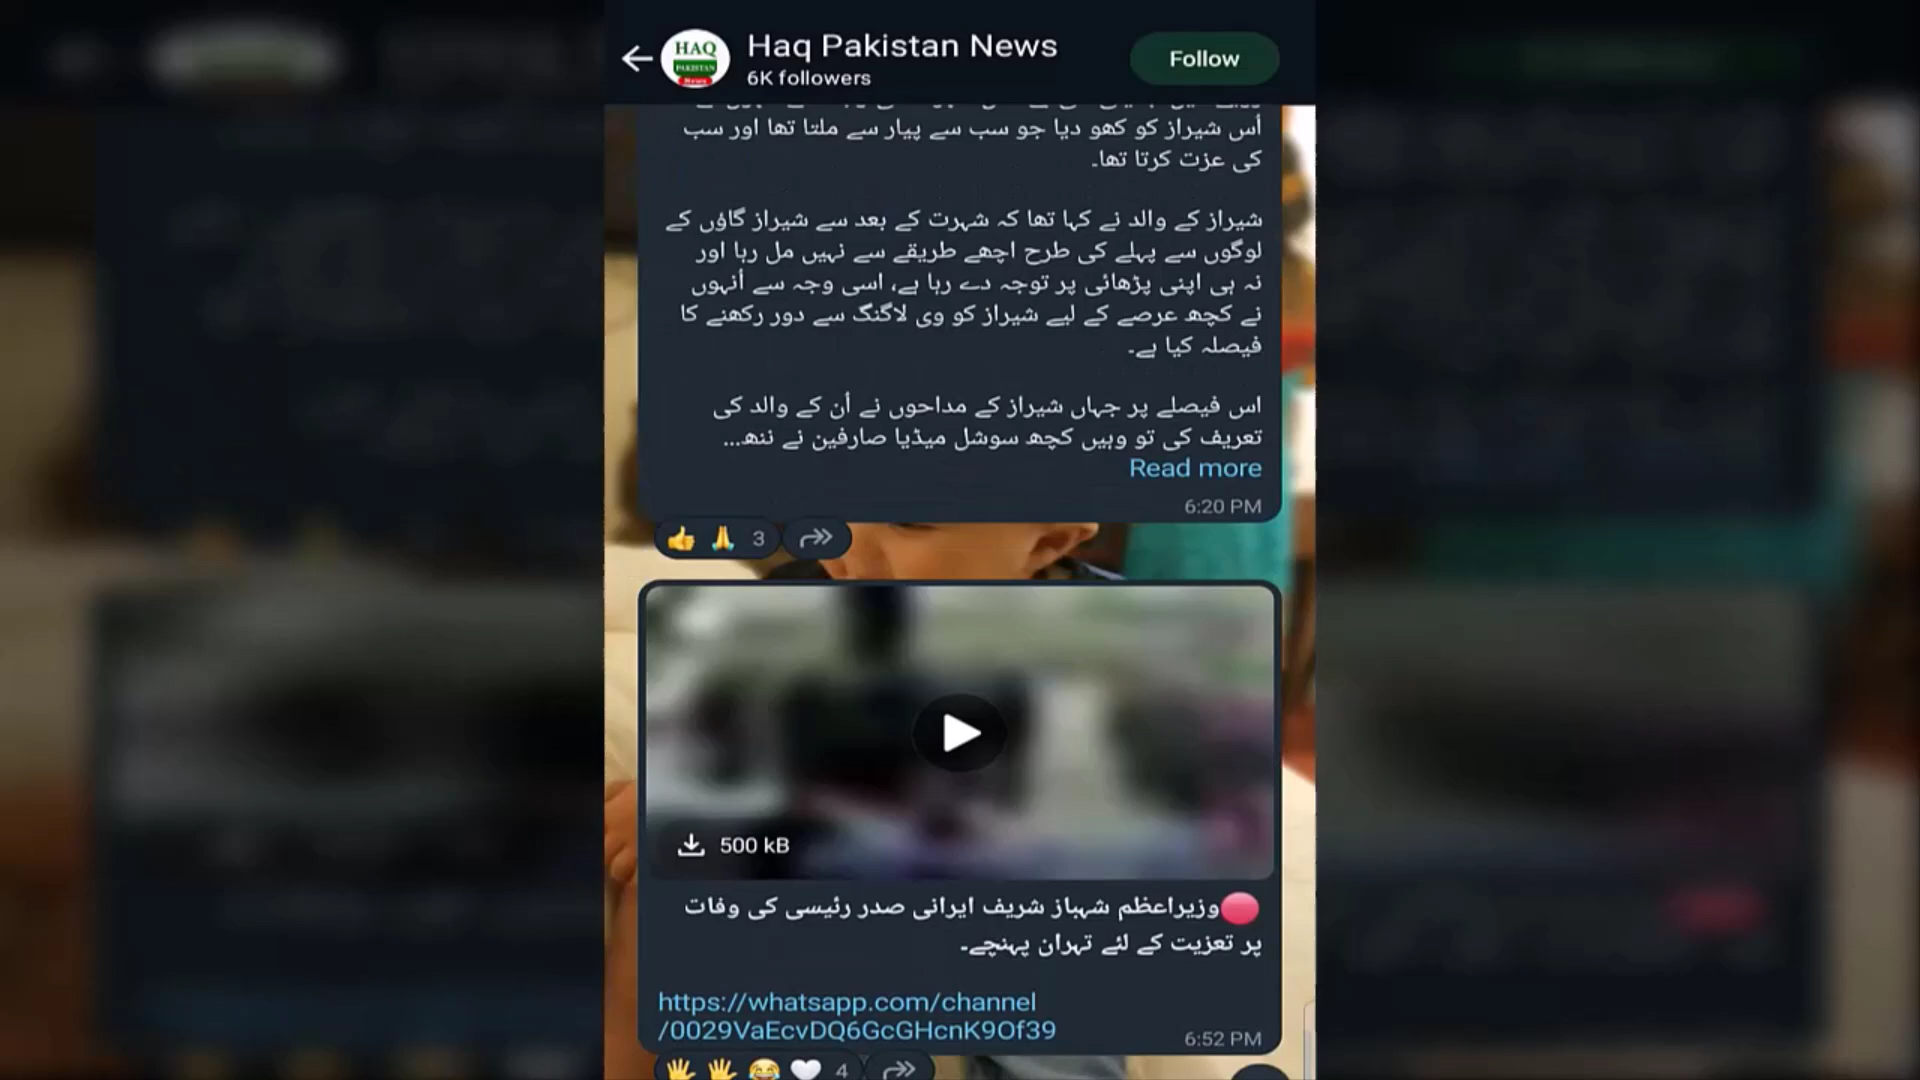 HAQ
PAKISTAN
News
Haq Pakistan News
6K followers
Follow
اُس شیراز کو کھو دیا جو سب سے پیار سے ملتا تھا اور سب
کی عزت کرتا تھا۔
شیراز کے والد نے کہا تھا کہ شہرت کے بعد سے شیراز گاؤں کے
لوگوں سے پہلے کی طرح اچھے طریقے سے نہیں مل رہا اور
نہ ہی اپنی پڑھائی پر توجہ دے رہا ہے، اسی وجہ سے اُنہوں
نے کچھ عرصے کے لیے شیراز کو وی لاگنگ سے دور رکھنے کا
فیصلہ کیا ہے۔
اس فیصلے پر جہاں شیراز کے مداحوں نے اُن کے والد کی
تعریف کی تو وہیں کچھ سوشل میڈیا صارفین نے ننھ...
Read more
6:20 PM
3
500 kB
وزیراعظم شہباز شریف ایرانی صدر رئیسی کی وفات
پر تعزیت کے لئے تہران پہنچے۔
https://whatsapp.com/channel
/0029VaEcvDQ6GcGHcnK9Of39
6:52 PM
4